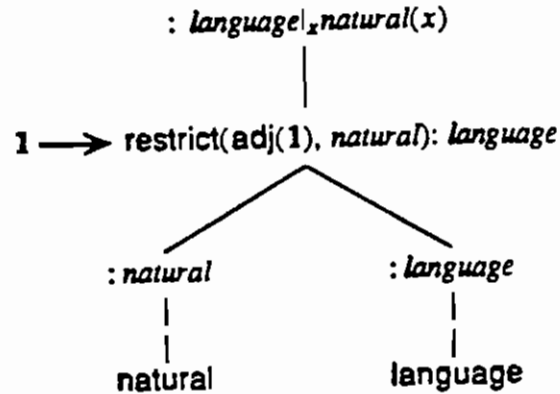 : language|ₓnatural(x)
1 → restrict(adj(1), natural): language
: natural : language
natural language